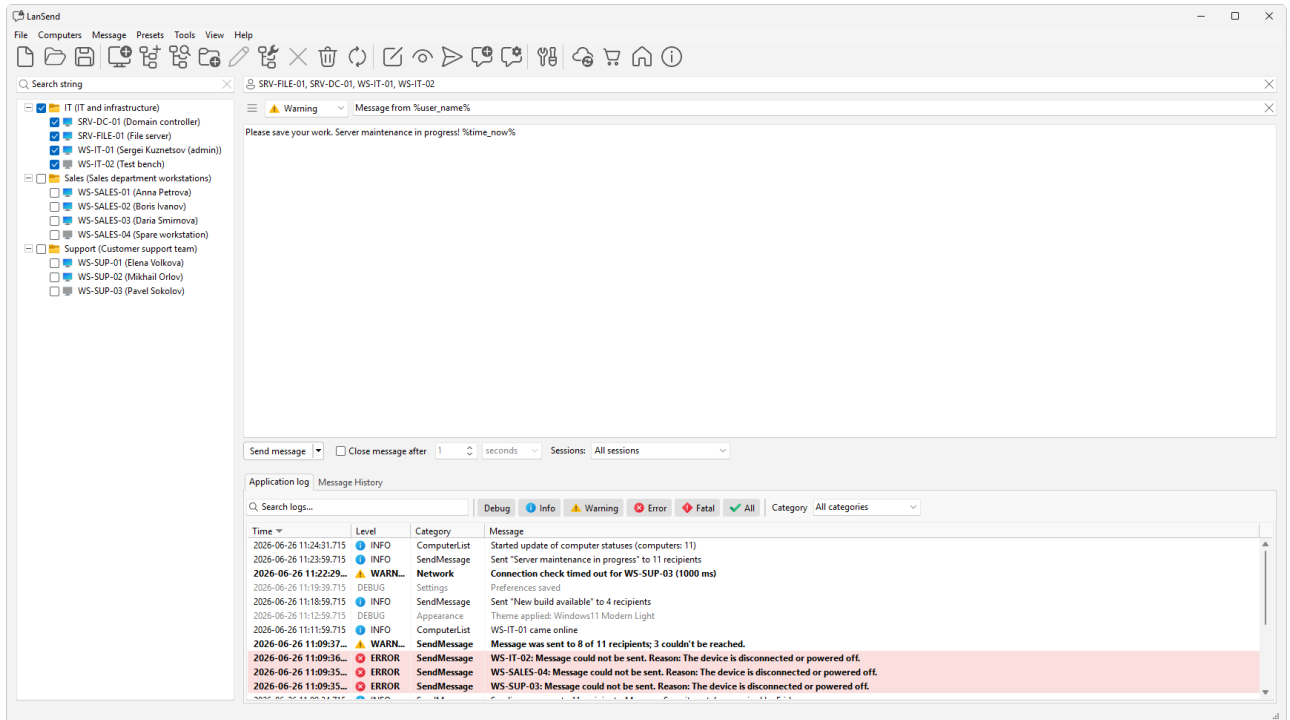 LanSend
File Computers Message Presets Tools View Help
Search string
SRV-FILE-01, SRV-DC-01, WS-IT-01, WS-IT-02
IT (IT and infrastructure)
SRV-DC-01 (Domain controller)
SRV-FILE-01 (File server)
WS-IT-01 (Sergei Kuznetsov (admin))
WS-IT-02 (Test bench)
Sales (Sales department workstations)
WS-SALES-01 (Anna Petrova)
WS-SALES-02 (Boris Ivanov)
WS-SALES-03 (Daria Smirnova)
WS-SALES-04 (Spare workstation)
Support (Customer support team)
WS-SUP-01 (Elena Volkova)
WS-SUP-02 (Mikhail Orlov)
WS-SUP-03 (Pavel Sokolov)
Warning Message from %user_name%
Please save your work. Server maintenance in progress! %time_now%
Send message Close message after 1 seconds Sessions: All sessions
Application log Message History
Search logs... Debug Info Warning Error Fatal All Category All categories
Time Level Category Message
2026-06-26 11:24:31.715 INFO ComputerList Started update of computer statuses (computers: 11)
2026-06-26 11:23:59.715 INFO SendMessage Sent "Server maintenance in progress" to 11 recipients
2026-06-26 11:22:29... WARN... Network Connection check timed out for WS-SUP-03 (1000 ms)
2026-06-26 11:19:39.715 DEBUG Settings Preferences saved
2026-06-26 11:18:59.715 INFO SendMessage Sent "New build available" to 4 recipients
2026-06-26 11:12:59.715 DEBUG Appearance Theme applied: Windows11 Modern Light
2026-06-26 11:11:59.715 INFO ComputerList WS-IT-01 came online
2026-06-26 11:09:37... WARN... SendMessage Message was sent to 8 of 11 recipients; 3 couldn't be reached.
2026-06-26 11:09:36... ERROR SendMessage WS-IT-02: Message could not be sent. Reason: The device is disconnected or powered off.
2026-06-26 11:09:35... ERROR SendMessage WS-SALES-04: Message could not be sent. Reason: The device is disconnected or powered off.
2026-06-26 11:09:35... ERROR SendMessage WS-SUP-03: Message could not be sent. Reason: The device is disconnected or powered off.